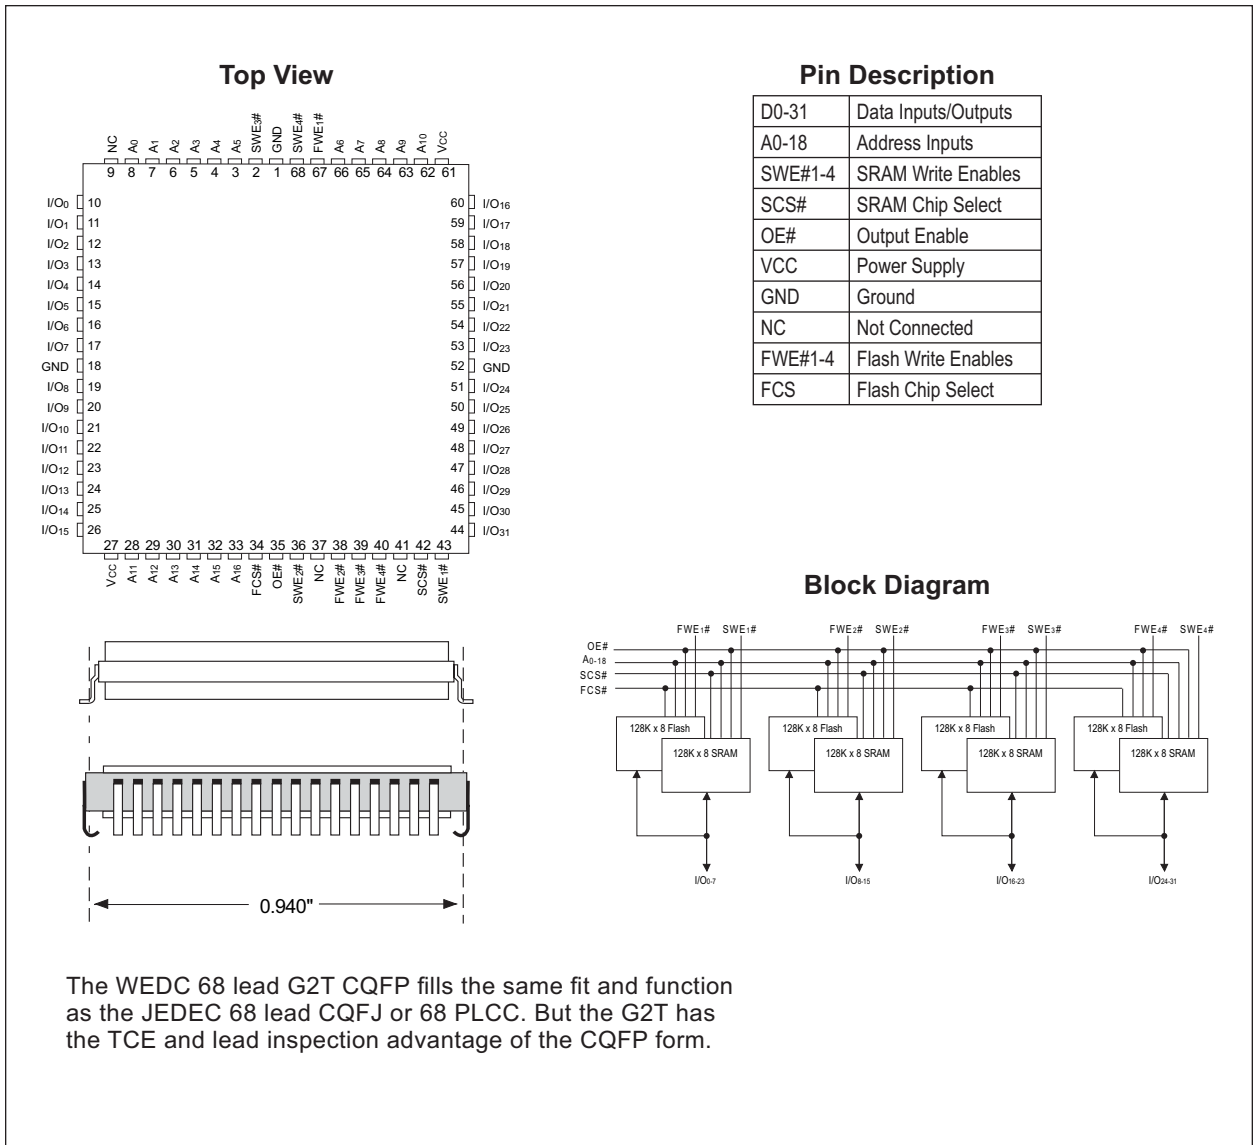 Top View
NC A0 A1 A2 A3 A4 A5 SWE3# GND SWE4# FWE1# A6 A7 A8 A9 A10 VCC
9 8 7 6 5 4 3 2 1 68 67 66 65 64 63 62 61
I/O0 10 60 I/O16
I/O1 11 59 I/O17
I/O2 12 58 I/O18
I/O3 13 57 I/O19
I/O4 14 56 I/O20
I/O5 15 55 I/O21
I/O6 16 54 I/O22
I/O7 17 53 I/O23
GND 18 52 GND
I/O8 19 51 I/O24
I/O9 20 50 I/O25
I/O10 21 49 I/O26
I/O11 22 48 I/O27
I/O12 23 47 I/O28
I/O13 24 46 I/O29
I/O14 25 45 I/O30
I/O15 26 44 I/O31
27 28 29 30 31 32 33 34 35 36 37 38 39 40 41 42 43
VCC A11 A12 A13 A14 A15 A16 FCS# OE# SWE2# NC FWE2# FWE3# FWE4# NC SCS# SWE1#
0.940"
Pin Description
D0-31 Data Inputs/Outputs
A0-18 Address Inputs
SWE#1-4 SRAM Write Enables
SCS# SRAM Chip Select
OE# Output Enable
VCC Power Supply
GND Ground
NC Not Connected
FWE#1-4 Flash Write Enables
FCS Flash Chip Select
Block Diagram
FWE1# SWE1# FWE2# SWE2# FWE3# SWE3# FWE4# SWE4#
OE#
A0-18
SCS#
FCS#
128K x 8 Flash 128K x 8 Flash 128K x 8 Flash 128K x 8 Flash
128K x 8 SRAM 128K x 8 SRAM 128K x 8 SRAM 128K x 8 SRAM
I/O0-7 I/O8-15 I/O16-23 I/O24-31
The WEDC 68 lead G2T CQFP fills the same fit and function
as the JEDEC 68 lead CQFJ or 68 PLCC. But the G2T has
the TCE and lead inspection advantage of the CQFP form.